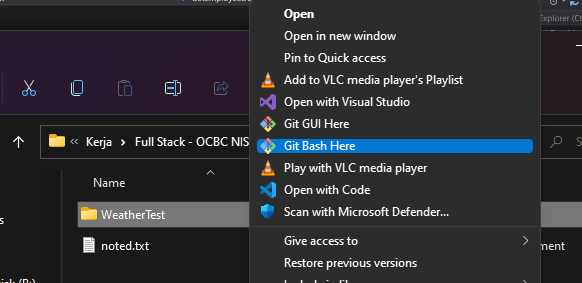 Explorer (Ct
Open
Open in new window
Pin to Quick access
Add to VLC media player's Playlist
Open with Visual Studio
Git GUI Here
« Kerja > Full Stack - OCBC NIS
Git Bash Here
Play with VLC media player
Name
Open with Code
WeatherTest
Scan with Microsoft Defender...
noted.txt
Give access to
ment
Restore previous versions